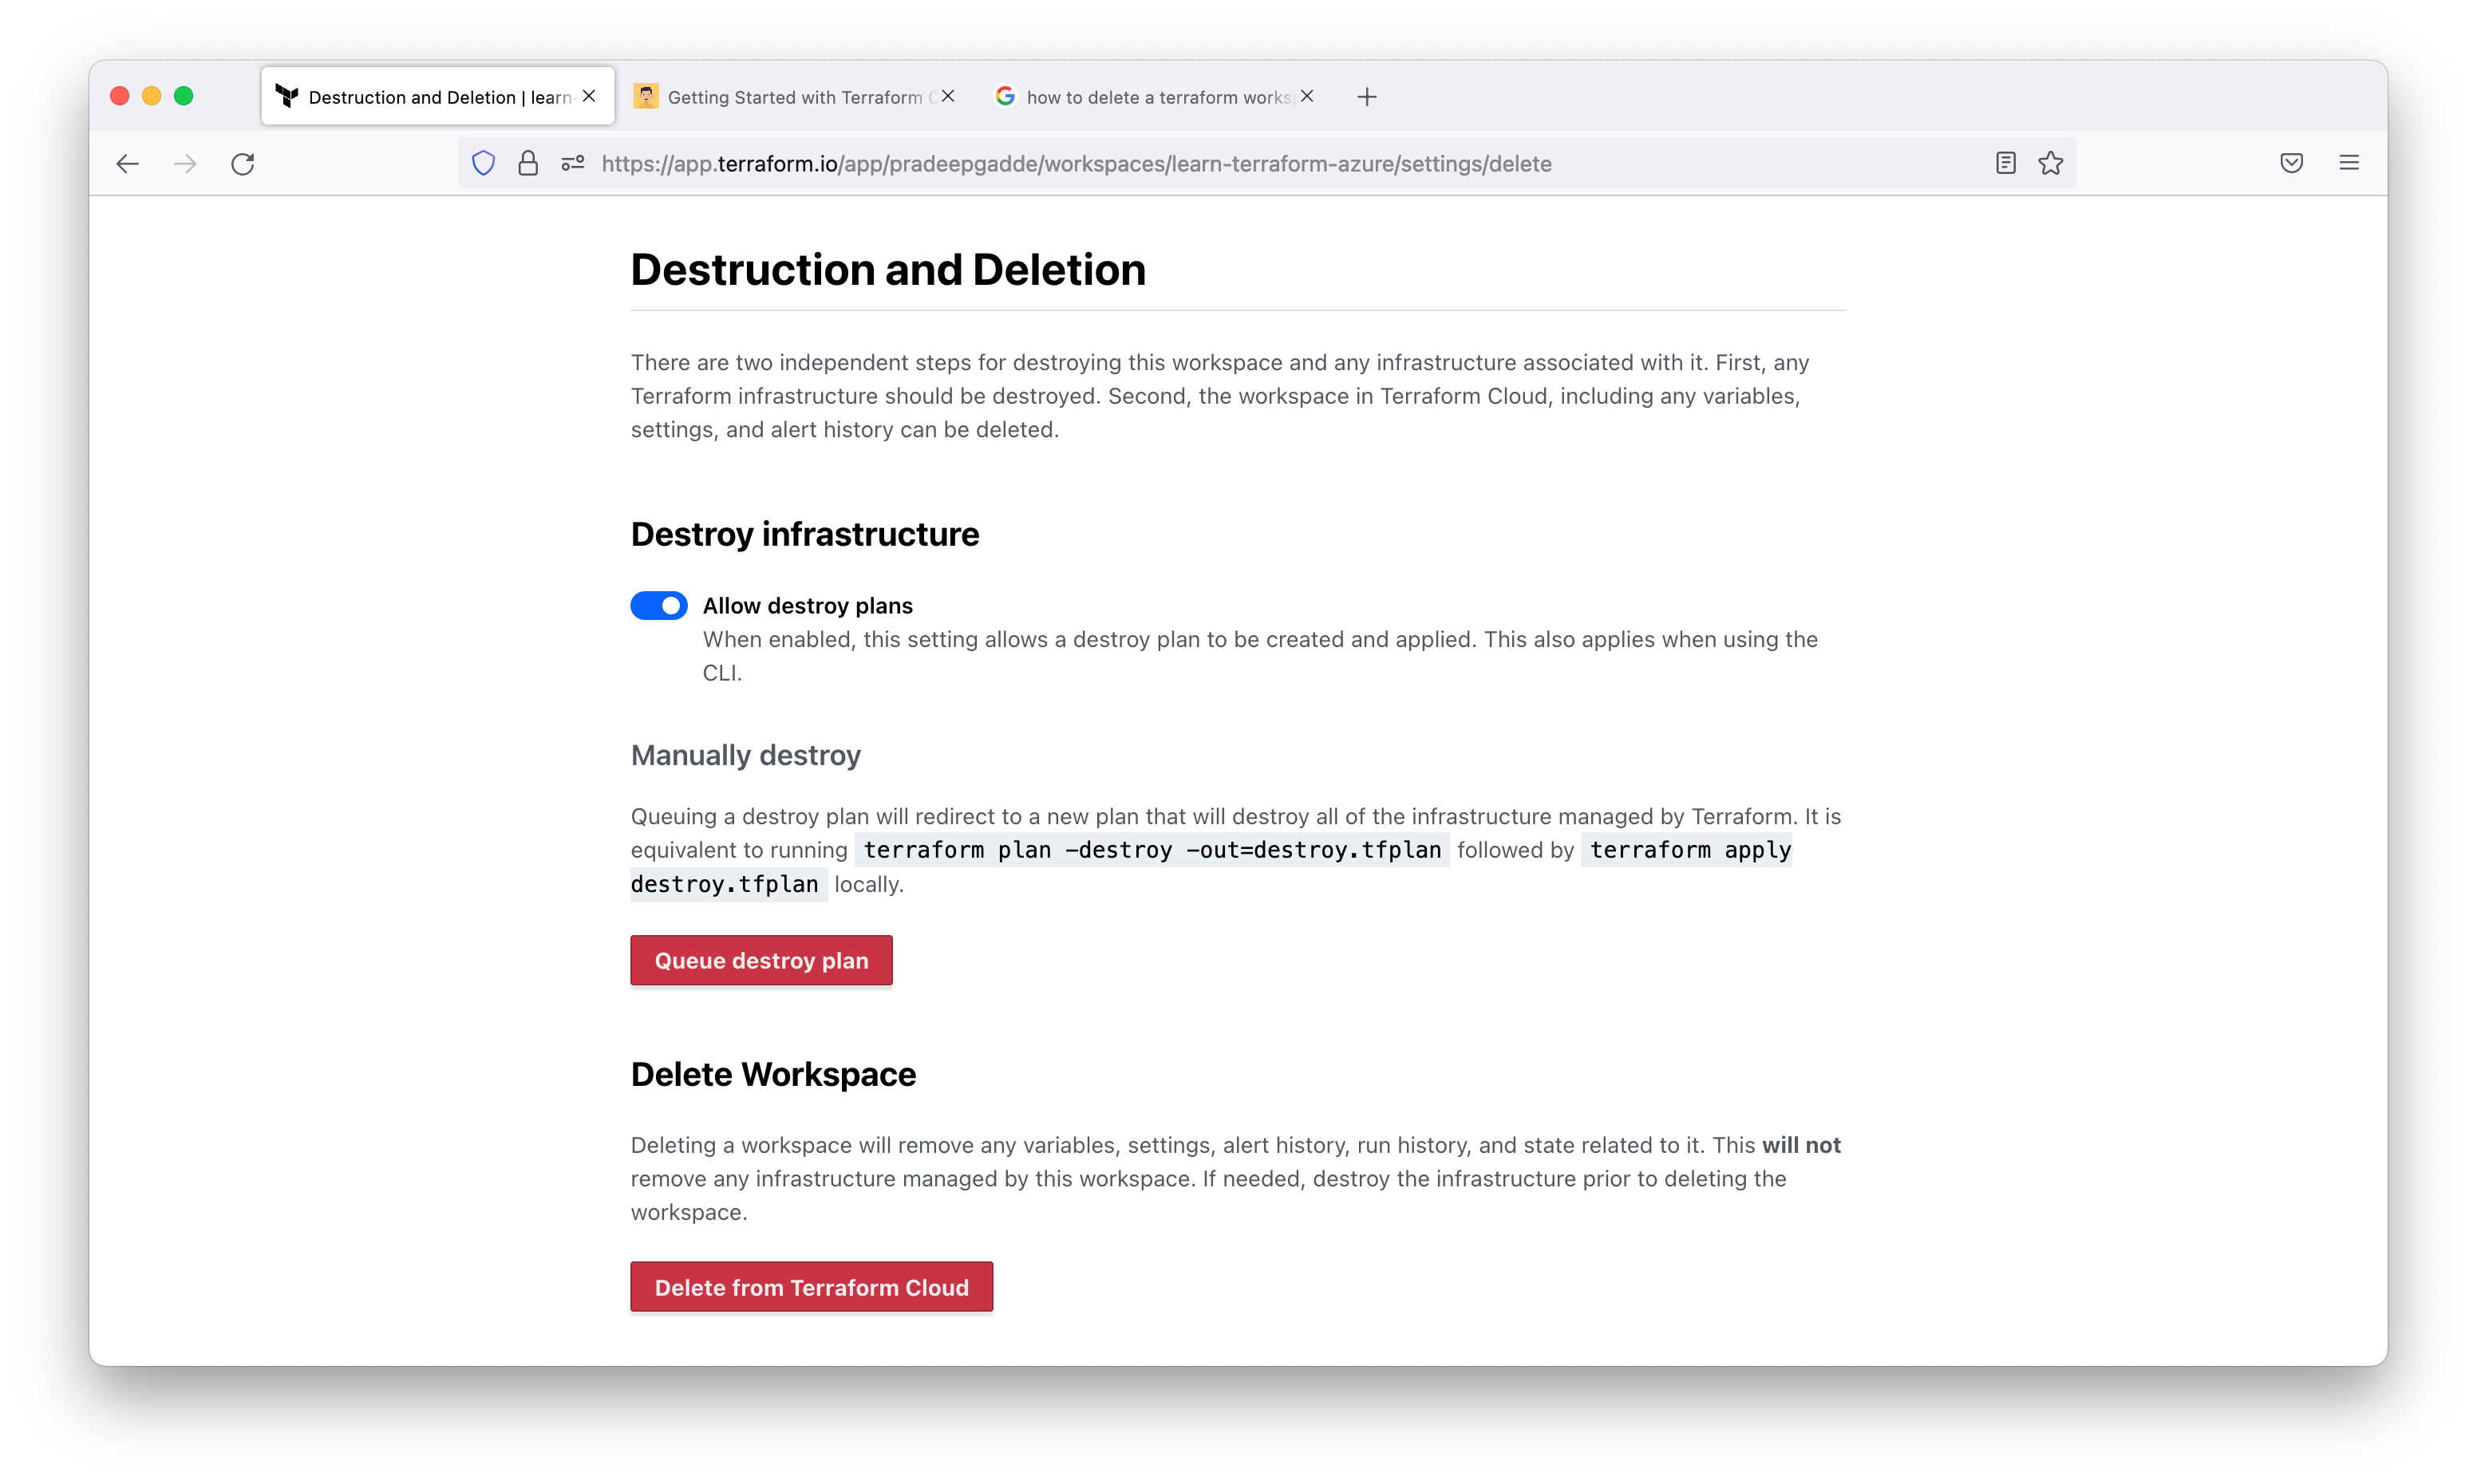 Destruction and Deletion | learn-
Getting Started with Terraform C
how to delete a terraform works
https://app.terraform.io/app/pradeepgadde/workspaces/learn-terraform-azure/settings/delete
Destruction and Deletion
There are two independent steps for destroying this workspace and any infrastructure associated with it. First, any
Terraform infrastructure should be destroyed. Second, the workspace in Terraform Cloud, including any variables,
settings, and alert history can be deleted.
Destroy infrastructure
Allow destroy plans
When enabled, this setting allows a destroy plan to be created and applied. This also applies when using the
CLI.
Manually destroy
Queuing a destroy plan will redirect to a new plan that will destroy all of the infrastructure managed by Terraform. It is
equivalent to running terraform plan -destroy -out=destroy.tfplan followed by terraform apply
destroy.tfplan locally.
Queue destroy plan
Delete Workspace
Deleting a workspace will remove any variables, settings, alert history, run history, and state related to it. This will not
remove any infrastructure managed by this workspace. If needed, destroy the infrastructure prior to deleting the
workspace.
Delete from Terraform Cloud